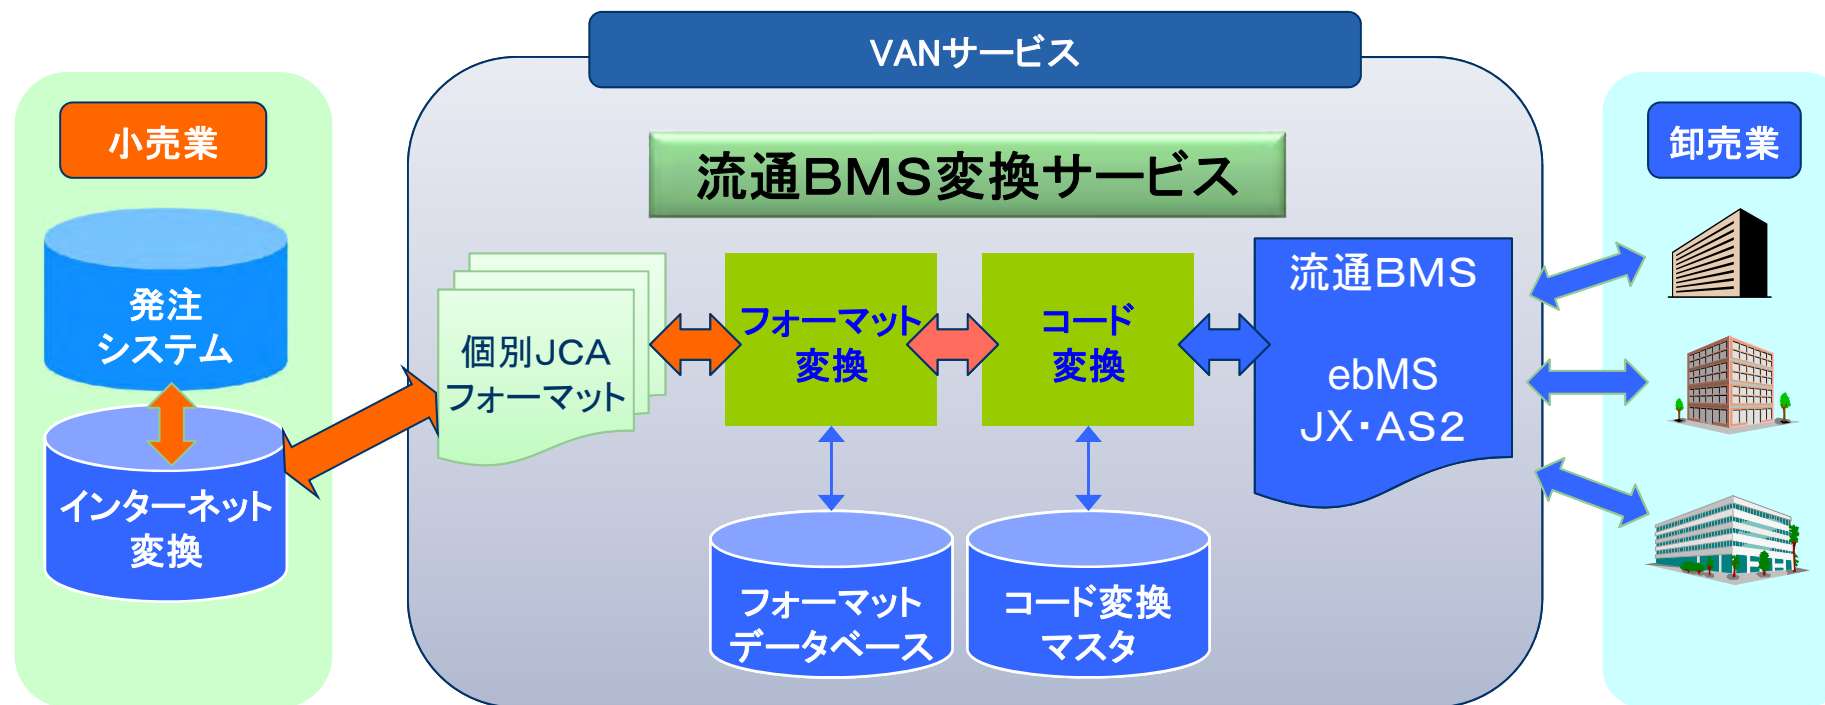 VANサービス
小売業
発注
システム
インターネット
変換
流通BMS変換サービス
個別JCA
フォーマット
フォーマット
変換
コード
変換
流通BMS
ebMS
JX・AS2
フォーマット
データベース
コード変換
マスタ
卸売業